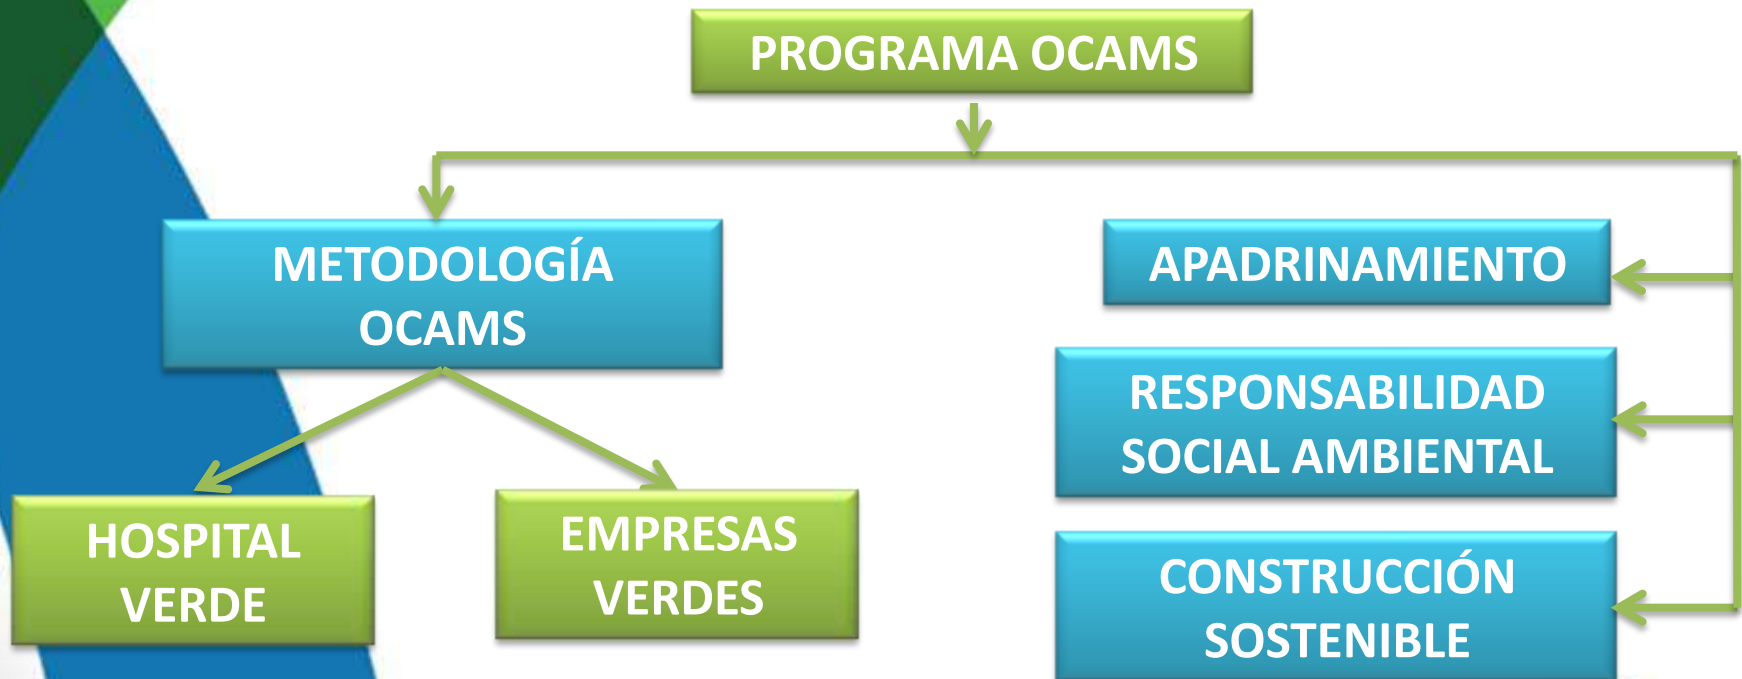 PROGRAMA OCAMS
METODOLOGÍA
OCAMS
HOSPITAL
VERDE
EMPRESAS
VERDES
APADRINAMIENTO
RESPONSABILIDAD
SOCIAL AMBIENTAL
CONSTRUCCIÓN
SOSTENIBLE